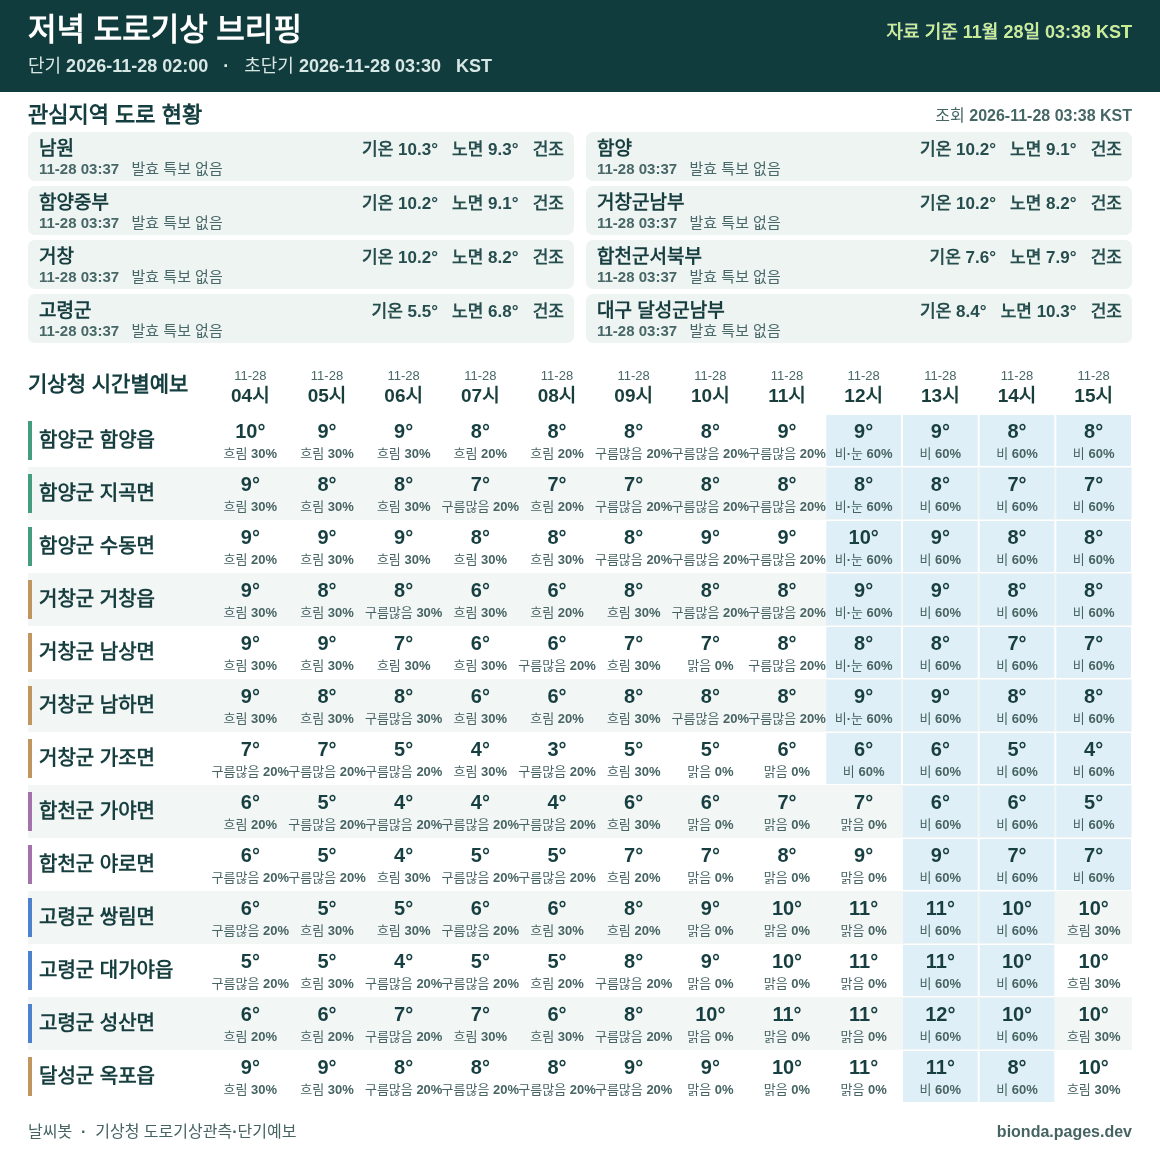 저녁 도로기상 브리핑
자료 기준 11월 28일 03:38 KST
단기 2026-11-28 02:00 · 초단기 2026-11-28 03:30 KST
관심지역 도로 현황
조회 2026-11-28 03:38 KST
남원 기온 10.3° 노면 9.3° 건조
11-28 03:37 발효 특보 없음
함양 기온 10.2° 노면 9.1° 건조
11-28 03:37 발효 특보 없음
함양중부 기온 10.2° 노면 9.1° 건조
11-28 03:37 발효 특보 없음
거창군남부 기온 10.2° 노면 8.2° 건조
11-28 03:37 발효 특보 없음
거창 기온 10.2° 노면 8.2° 건조
11-28 03:37 발효 특보 없음
합천군서북부 기온 7.6° 노면 7.9° 건조
11-28 03:37 발효 특보 없음
고령군 기온 5.5° 노면 6.8° 건조
11-28 03:37 발효 특보 없음
대구 달성군남부 기온 8.4° 노면 10.3° 건조
11-28 03:37 발효 특보 없음
기상청 시간별예보
11-28 11-28 11-28 11-28 11-28 11-28 11-28 11-28 11-28 11-28 11-28 11-28
04시 05시 06시 07시 08시 09시 10시 11시 12시 13시 14시 15시
함양군 함양읍
10° 9° 9° 8° 8° 8° 8° 9° 9° 9° 8° 8°
흐림 30% 흐림 30% 흐림 30% 흐림 20% 흐림 20% 구름많음 20% 구름많음 20% 구름많음 20% 비·눈 60% 비 60% 비 60% 비 60%
함양군 지곡면
9° 8° 8° 7° 7° 7° 8° 8° 8° 8° 7° 7°
흐림 30% 흐림 30% 흐림 30% 구름많음 20% 흐림 20% 구름많음 20% 구름많음 20% 구름많음 20% 비·눈 60% 비 60% 비 60% 비 60%
함양군 수동면
9° 9° 9° 8° 8° 8° 9° 9° 10° 9° 8° 8°
흐림 20% 흐림 30% 흐림 30% 흐림 30% 흐림 30% 구름많음 20% 구름많음 20% 구름많음 20% 비·눈 60% 비 60% 비 60% 비 60%
거창군 거창읍
9° 8° 8° 6° 6° 8° 8° 8° 9° 9° 8° 8°
흐림 30% 흐림 30% 구름많음 30% 흐림 30% 흐림 20% 흐림 30% 구름많음 20% 구름많음 20% 비·눈 60% 비 60% 비 60% 비 60%
거창군 남상면
9° 9° 7° 6° 6° 7° 7° 8° 8° 8° 7° 7°
흐림 30% 흐림 30% 흐림 30% 흐림 30% 구름많음 20% 흐림 30% 맑음 0% 구름많음 20% 비·눈 60% 비 60% 비 60% 비 60%
거창군 남하면
9° 8° 8° 6° 6° 8° 8° 8° 9° 9° 8° 8°
흐림 30% 흐림 30% 구름많음 30% 흐림 30% 흐림 20% 흐림 30% 구름많음 20% 구름많음 20% 비·눈 60% 비 60% 비 60% 비 60%
거창군 가조면
7° 7° 5° 4° 3° 5° 5° 6° 6° 6° 5° 4°
구름많음 20% 구름많음 20% 구름많음 20% 흐림 30% 구름많음 20% 흐림 30% 맑음 0% 맑음 0% 비 60% 비 60% 비 60% 비 60%
합천군 가야면
6° 5° 4° 4° 4° 6° 6° 7° 7° 6° 6° 5°
흐림 20% 구름많음 20% 구름많음 20% 구름많음 20% 구름많음 20% 흐림 30% 맑음 0% 맑음 0% 맑음 0% 비 60% 비 60% 비 60%
합천군 야로면
6° 5° 4° 5° 5° 7° 7° 8° 9° 9° 7° 7°
구름많음 20% 구름많음 20% 흐림 30% 구름많음 20% 구름많음 20% 흐림 20% 맑음 0% 맑음 0% 맑음 0% 비 60% 비 60% 비 60%
고령군 쌍림면
6° 5° 5° 6° 6° 8° 9° 10° 11° 11° 10° 10°
구름많음 20% 흐림 30% 흐림 30% 구름많음 20% 흐림 30% 흐림 20% 맑음 0% 맑음 0% 맑음 0% 비 60% 비 60% 흐림 30%
고령군 대가야읍
5° 5° 4° 5° 5° 8° 9° 10° 11° 11° 10° 10°
구름많음 20% 흐림 30% 구름많음 20% 구름많음 20% 흐림 20% 구름많음 20% 맑음 0% 맑음 0% 맑음 0% 비 60% 비 60% 흐림 30%
고령군 성산면
6° 6° 7° 7° 6° 8° 10° 11° 11° 12° 10° 10°
흐림 20% 흐림 20% 구름많음 20% 흐림 30% 흐림 30% 구름많음 20% 맑음 0% 맑음 0% 맑음 0% 비 60% 비 60% 흐림 30%
달성군 옥포읍
9° 9° 8° 8° 8° 9° 9° 10° 11° 11° 8° 10°
흐림 30% 흐림 30% 구름많음 20% 구름많음 20% 구름많음 20% 구름많음 20% 맑음 0% 맑음 0% 맑음 0% 비 60% 비 60% 흐림 30%
날씨봇 · 기상청 도로기상관측·단기예보
bionda.pages.dev